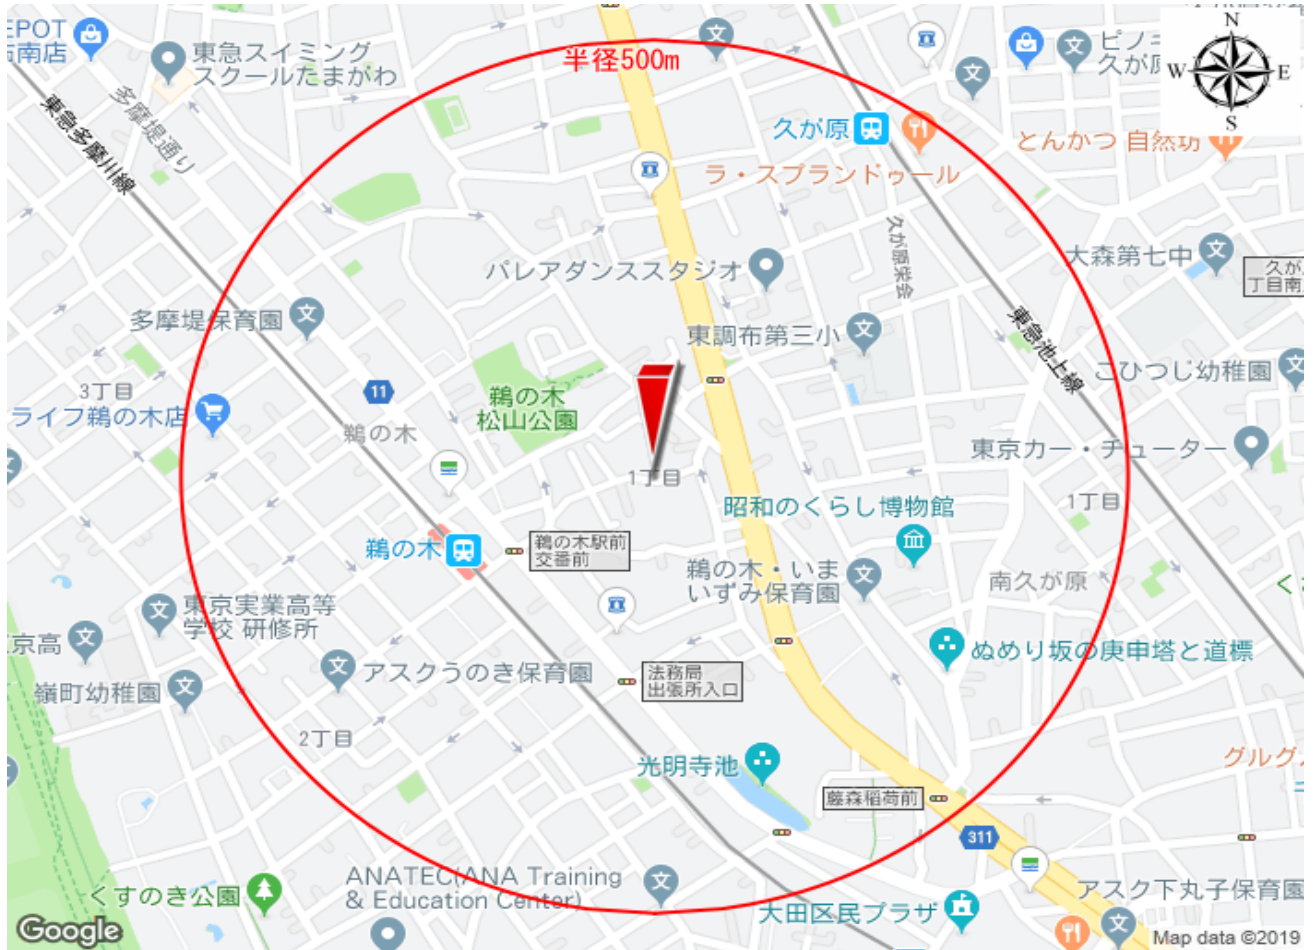 EPOT
店南店
東急スイミング
スクールたまがわ
半径500m
ピノキ
久が原
N
W
E
S
東急多摩川線
多摩堤通り
久が原
ラ・スブランドゥール
とんかつ 自然坊
久が原栄会
大森第七中
久が
丁目南
パレアダンススタジオ
多摩堤保育園
東調布第三小
東急池上線
こひつじ幼稚園
3丁目
11
鵜の木
松山公園
ライフ鵜の木店
鵜の木
東京カー・チューター
1丁目
昭和のくらし博物館
1丁目
鵜の木
鵜の木駅前
交番前
鵜の木・いま
いずみ保育園
南久が原
東京実業高等
学校 研修所
京高
ぬめり坂の庚申塔と道標
嶺町幼稚園
アスクうのき保育園
法務局
出張所入口
2丁目
光明寺池
グルグ
藤森稲荷前
311
ANATEC(ANA Training
& Education Center)
くすのき公園
アスク下丸子保育園
大田区民プラザ
Google
Map data ©2019